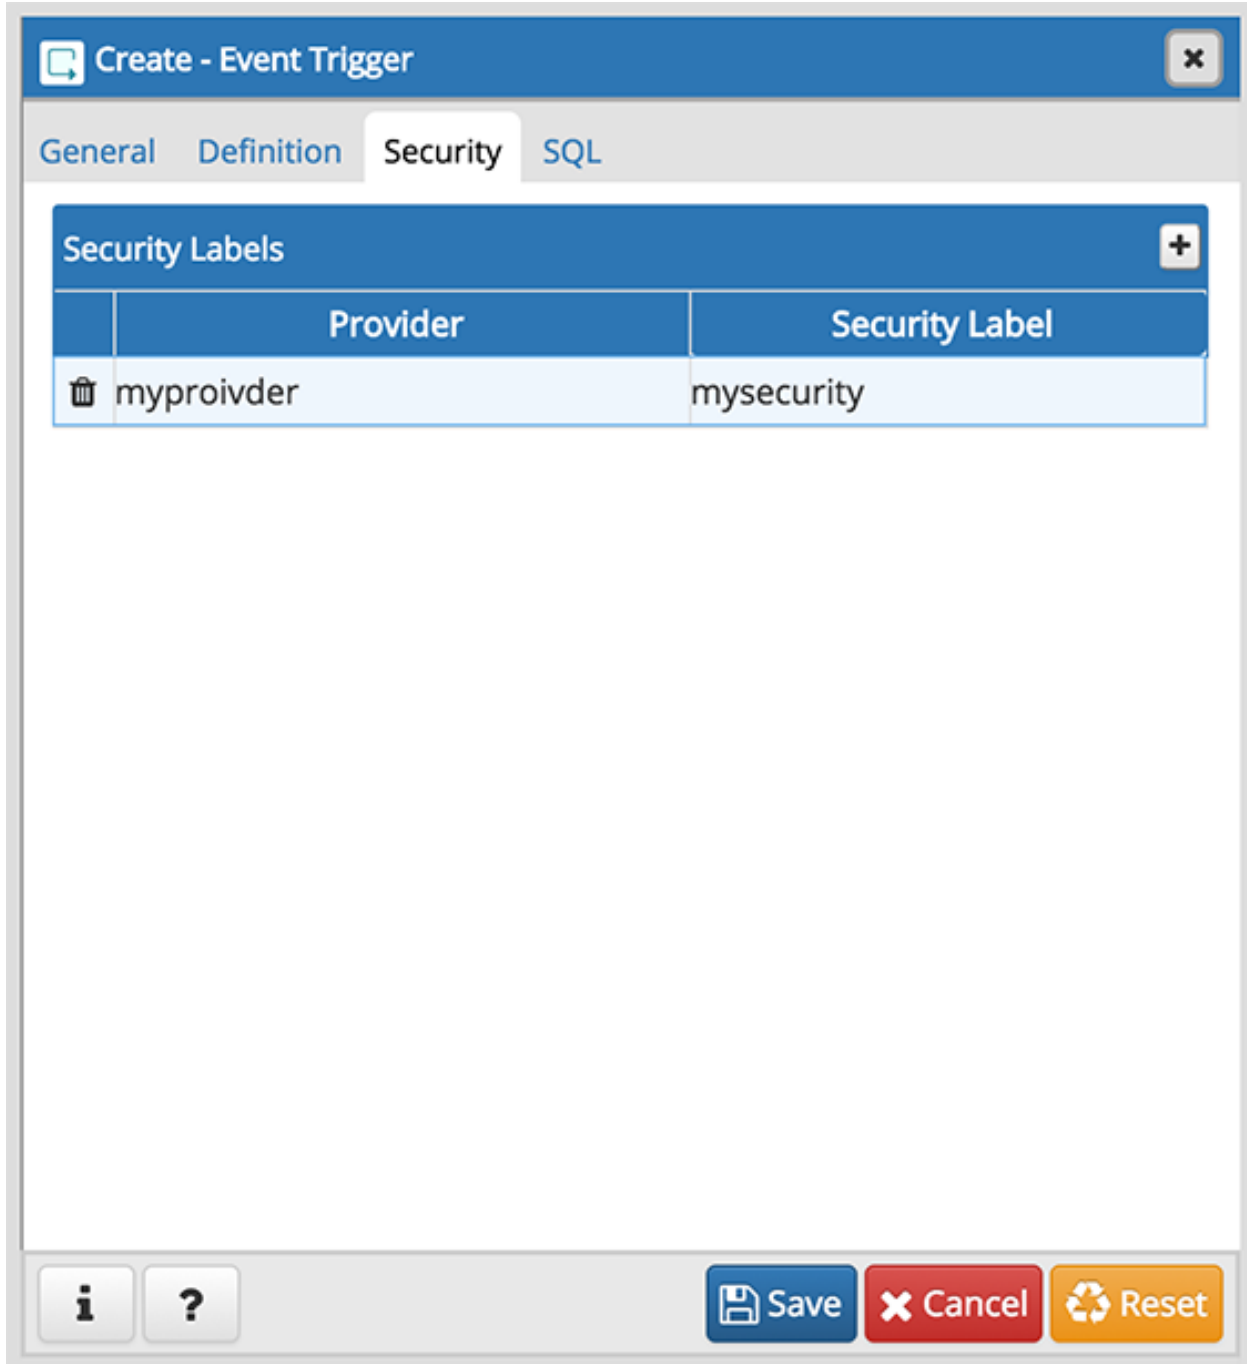 Create - Event Trigger
General Definition Security SQL
Security Labels
Provider Security Label
myproivder mysecurity
i ? Save Cancel Reset